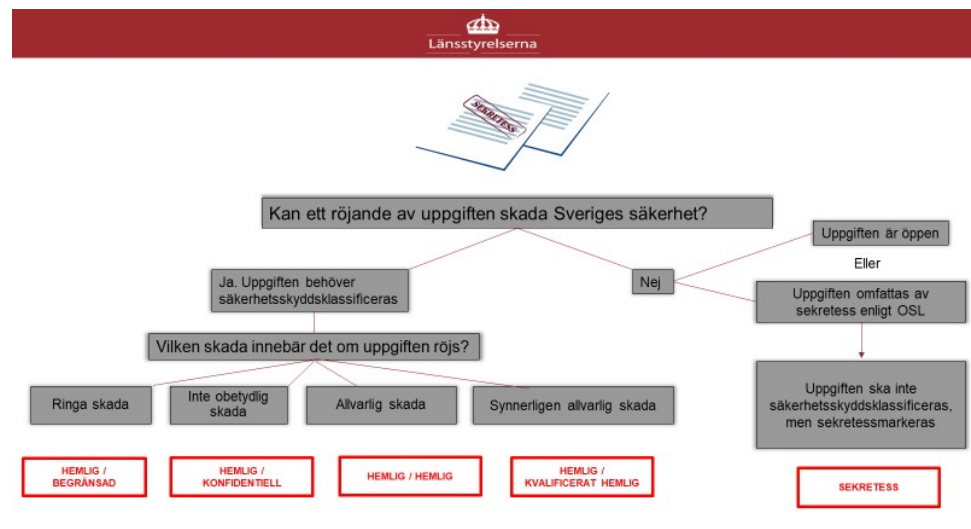 Länsstyrelserna
SEKRETESS
Kan ett röjande av uppgiften skada Sveriges säkerhet?
Uppgiften är öppen
Eller
Ja. Uppgiften behöver
säkerhetsskyddsklassificeras
Nej
Uppgiften omfattas av
sekretess enligt OSL
Vilken skada innebär det om uppgiften röjs?
Ringa skada
Inte obetydlig
skada
Allvarlig skada
Synnerligen allvarlig skada
Uppgiften ska inte
säkerhetsskyddsklassificeras,
men sekretessmarkeras
HEMLIG /
BEGRÄNSAD
HEMLIG /
KONFIDENTIELL
HEMLIG / HEMLIG
HEMLIG /
KVALIFICERAT HEMLIG
SEKRETESS